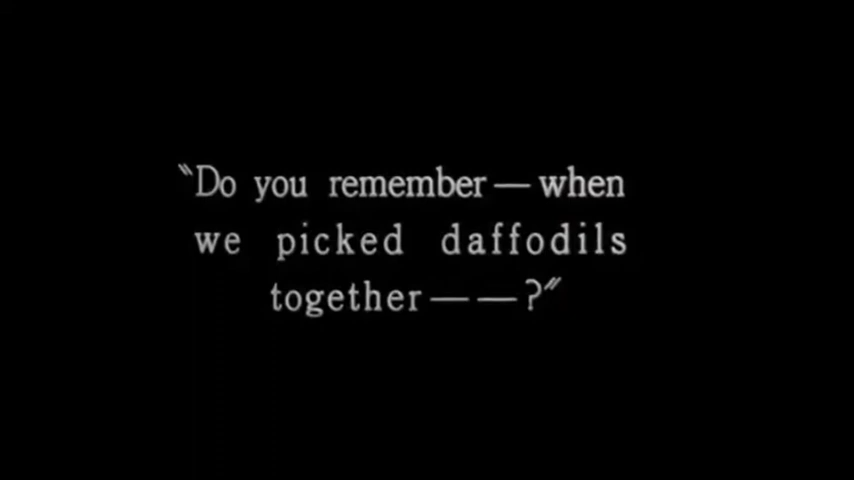 "Do you remember — when
we picked daffodils
together — — ?"